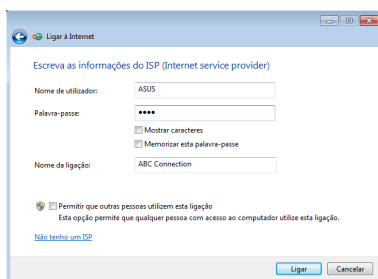 Ligar à Internet
Escreva as informações do ISP (Internet service provider)
Nome de utilizador: ASUS
Palavra-passe: ●●●●
Mostrar caracteres
Memorizar esta palavra-passe
Nome da ligação: ABC Connection
Permitir que outras pessoas utilizem esta ligação
Esta opção permite que qualquer pessoa com acesso ao computador utilize esta ligação.
Não tenho um ISP
Ligar Cancelar